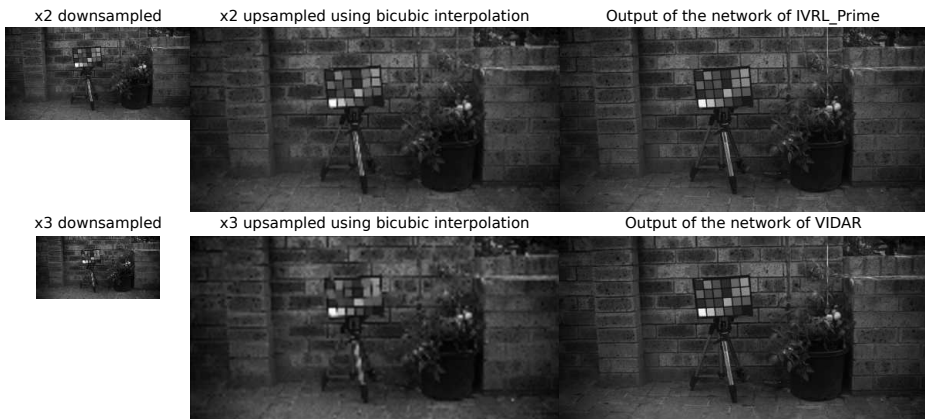 x2 downsampled
x2 upsampled using bicubic interpolation
Output of the network of IVRL_Prime
x3 downsampled
x3 upsampled using bicubic interpolation
Output of the network of VIDAR